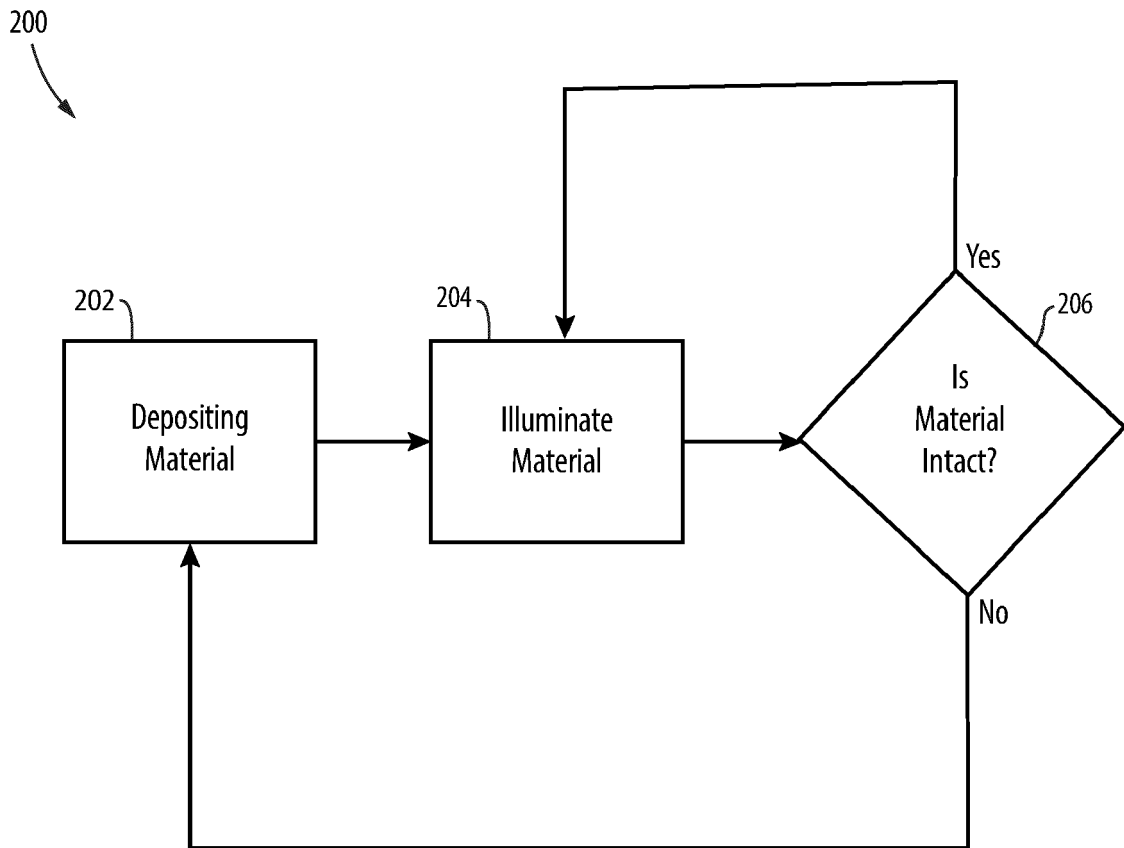 200
Yes
202
204
206
Depositing
Material
Illuminate
Material
Is
Material
Intact?
No